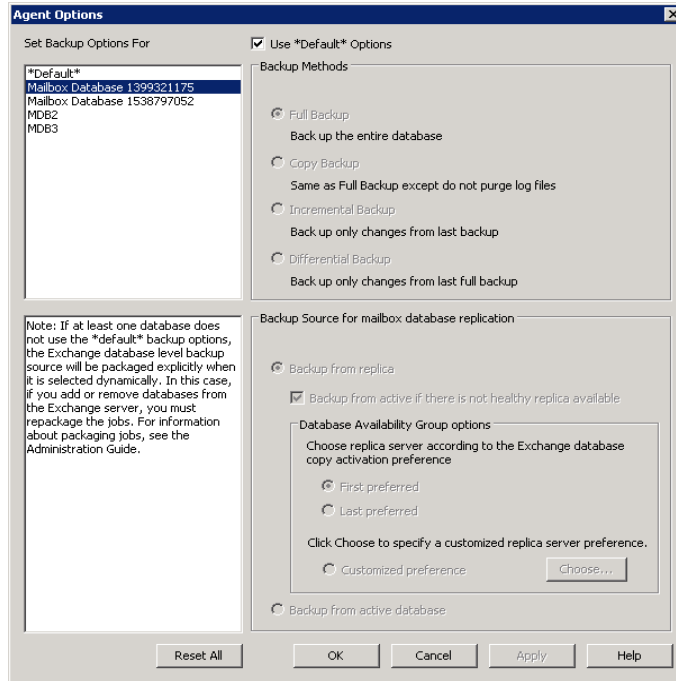 Agent Options
Set Backup Options For
Use *Default* Options
*Default*
Mailbox Database 1399321175
Mailbox Database 1538797052
MDB2
MDB3
Backup Methods
Full Backup
Back up the entire database
Copy Backup
Same as Full Backup except do not purge log files
Incremental Backup
Back up only changes from last backup
Differential Backup
Back up only changes from last full backup
Note: If at least one database does
not use the *default* backup options,
the Exchange database level backup
source will be packaged explicitly when
it is selected dynamically. In this case,
if you add or remove databases from
the Exchange server, you must
repackage the jobs. For information
about packaging jobs, see the
Administration Guide.
Backup Source for mailbox database replication
Backup from replica
Backup from active if there is not healthy replica available
Database Availability Group options
Choose replica server according to the Exchange database
copy activation preference
First preferred
Last preferred
Click Choose to specify a customized replica server preference.
Customized preference
Choose...
Backup from active database
Reset All
OK
Cancel
Apply
Help